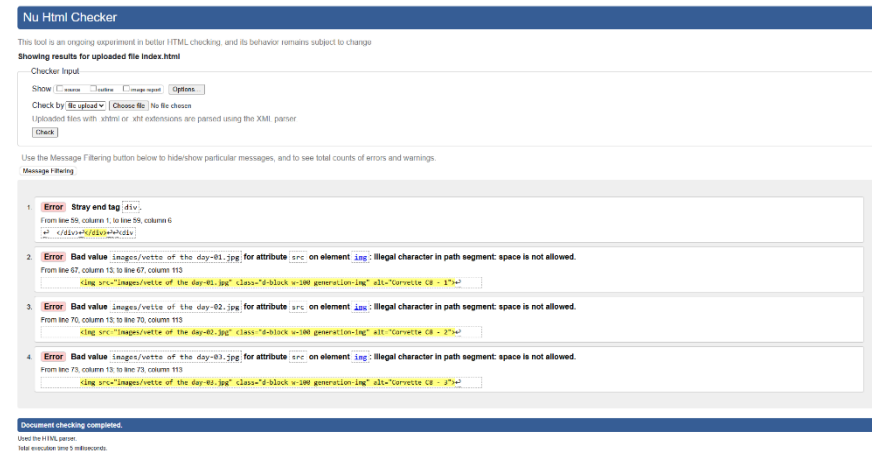 Nu Html Checker
This tool is an ongoing experiment in better HTML checking, and its behavior remains subject to change
Showing results for uploaded file index.html
Checker Input
Show source outline image report Options...
Check by file upload Choose file No file chosen
Uploaded files with .xhtml or .xht extensions are parsed using the XML parser
Check
Use the Message Filtering button below to hide/show particular messages, and to see total counts of errors and warnings.
Message Filtering
1. Error Stray end tag div.
From line 59, column 1; to line 59, column 6
↩ </div>↩</div>↩↩<div
2. Error Bad value images/vette of the day-01.jpg for attribute src on element img: Illegal character in path segment: space is not allowed.
From line 67, column 13; to line 67, column 113
<img src="images/vette of the day-01.jpg" class="d-block w-100 generation-img" alt="Corvette C8 - 1">↩
3. Error Bad value images/vette of the day-02.jpg for attribute src on element img: Illegal character in path segment: space is not allowed.
From line 70, column 13; to line 70, column 113
<img src="images/vette of the day-02.jpg" class="d-block w-100 generation-img" alt="Corvette C8 - 2">↩
4. Error Bad value images/vette of the day-03.jpg for attribute src on element img: Illegal character in path segment: space is not allowed.
From line 73, column 13; to line 73, column 113
<img src="images/vette of the day-03.jpg" class="d-block w-100 generation-img" alt="Corvette C8 - 3">↩
Document checking completed.
Used the HTML parser.
Total execution time 5 milliseconds.